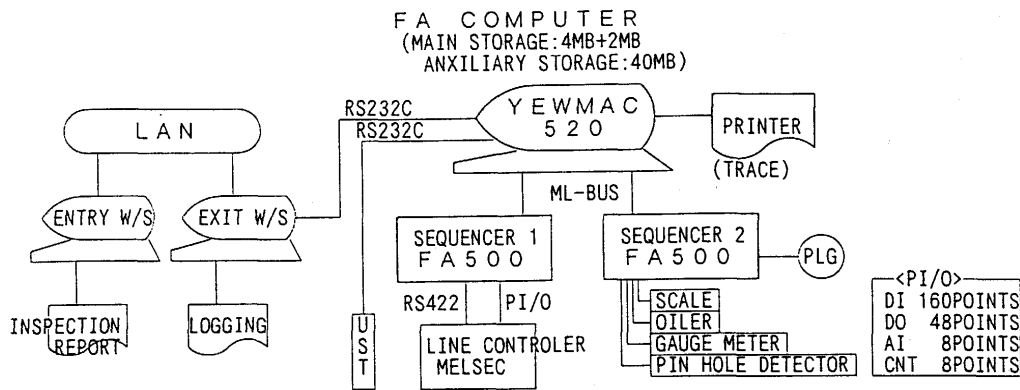 FA COMPUTER
(MAIN STORAGE:4MB+2MB
ANXILIARY STORAGE:40MB)
RS232C
RS232C
YEWMAC
520
PRINTER
(TRACE)
LAN
ENTRY W/S
EXIT W/S
ML-BUS
SEQUENCER 1
FA500
SEQUENCER 2
FA500
PLG
RS422
PI/O
INSPECTION
REPORT
LOGGING
UST
LINE CONTROLER
MELSEC
SCALE
OILER
GAUGE METER
PIN HOLE DETECTOR
<PI/O>
DI 160POINTS
DO 48POINTS
AI 8POINTS
CNT 8POINTS